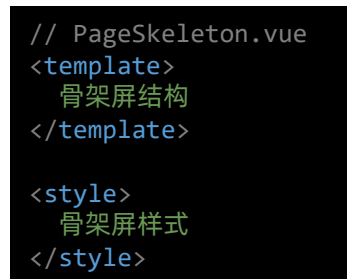 // PageSkeleton.vue
<template>
  骨架屏结构
</template>

<style>
  骨架屏样式
</style>